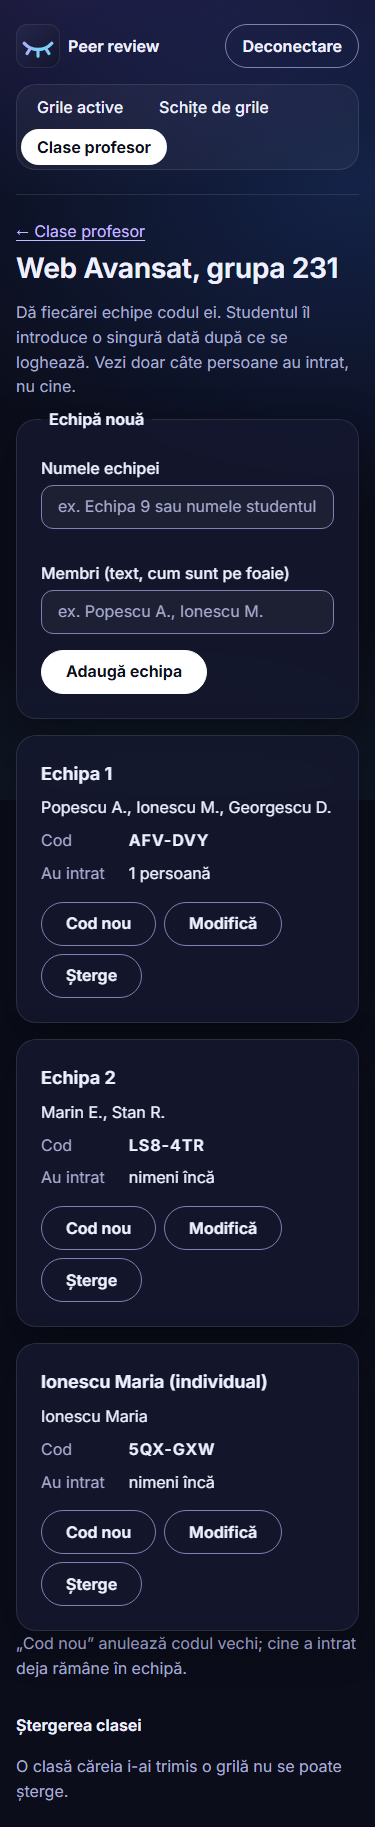 Peer review
Deconectare
Grile active
Schițe de grile
Clase profesor
← Clase profesor
Web Avansat, grupa 231
Dă fiecărei echipe codul ei. Studentul îl
introduce o singură dată după ce se
loghează. Vezi doar câte persoane au intrat,
nu cine.
Echipă nouă
Numele echipei
ex. Echipa 9 sau numele studentul
Membri (text, cum sunt pe foaie)
ex. Popescu A., Ionescu M.
Adaugă echipa
Echipa 1
Popescu A., Ionescu M., Georgescu D.
Cod AFV-DVY
Au intrat 1 persoană
Cod nou Modifică
Șterge
Echipa 2
Marin E., Stan R.
Cod LS8-4TR
Au intrat nimeni încă
Cod nou Modifică
Șterge
Ionescu Maria (individual)
Ionescu Maria
Cod 5QX-GXW
Au intrat nimeni încă
Cod nou Modifică
Șterge
„Cod nou” anulează codul vechi; cine a intrat
deja rămâne în echipă.
Ștergerea clasei
O clasă căreia i-ai trimis o grilă nu se poate
șterge.